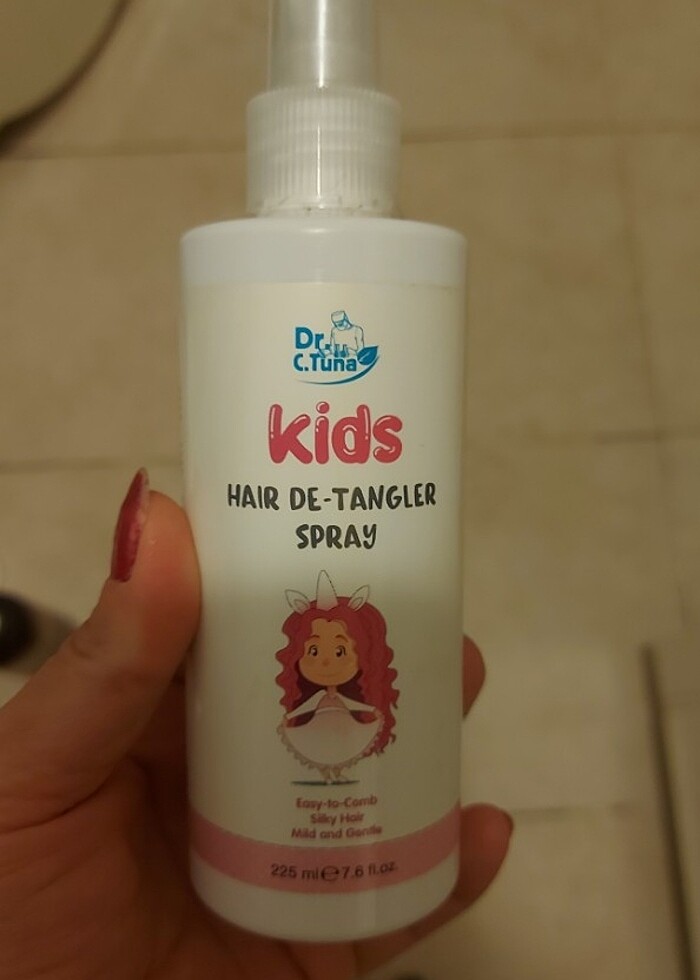 Dr.
C.Tuna
kids
HAIR DE-TANGLER
SPRAY
Easy-to-Comb
Silky Hair
Mild and Gentle
225 ml℮7.6 fl.oz.